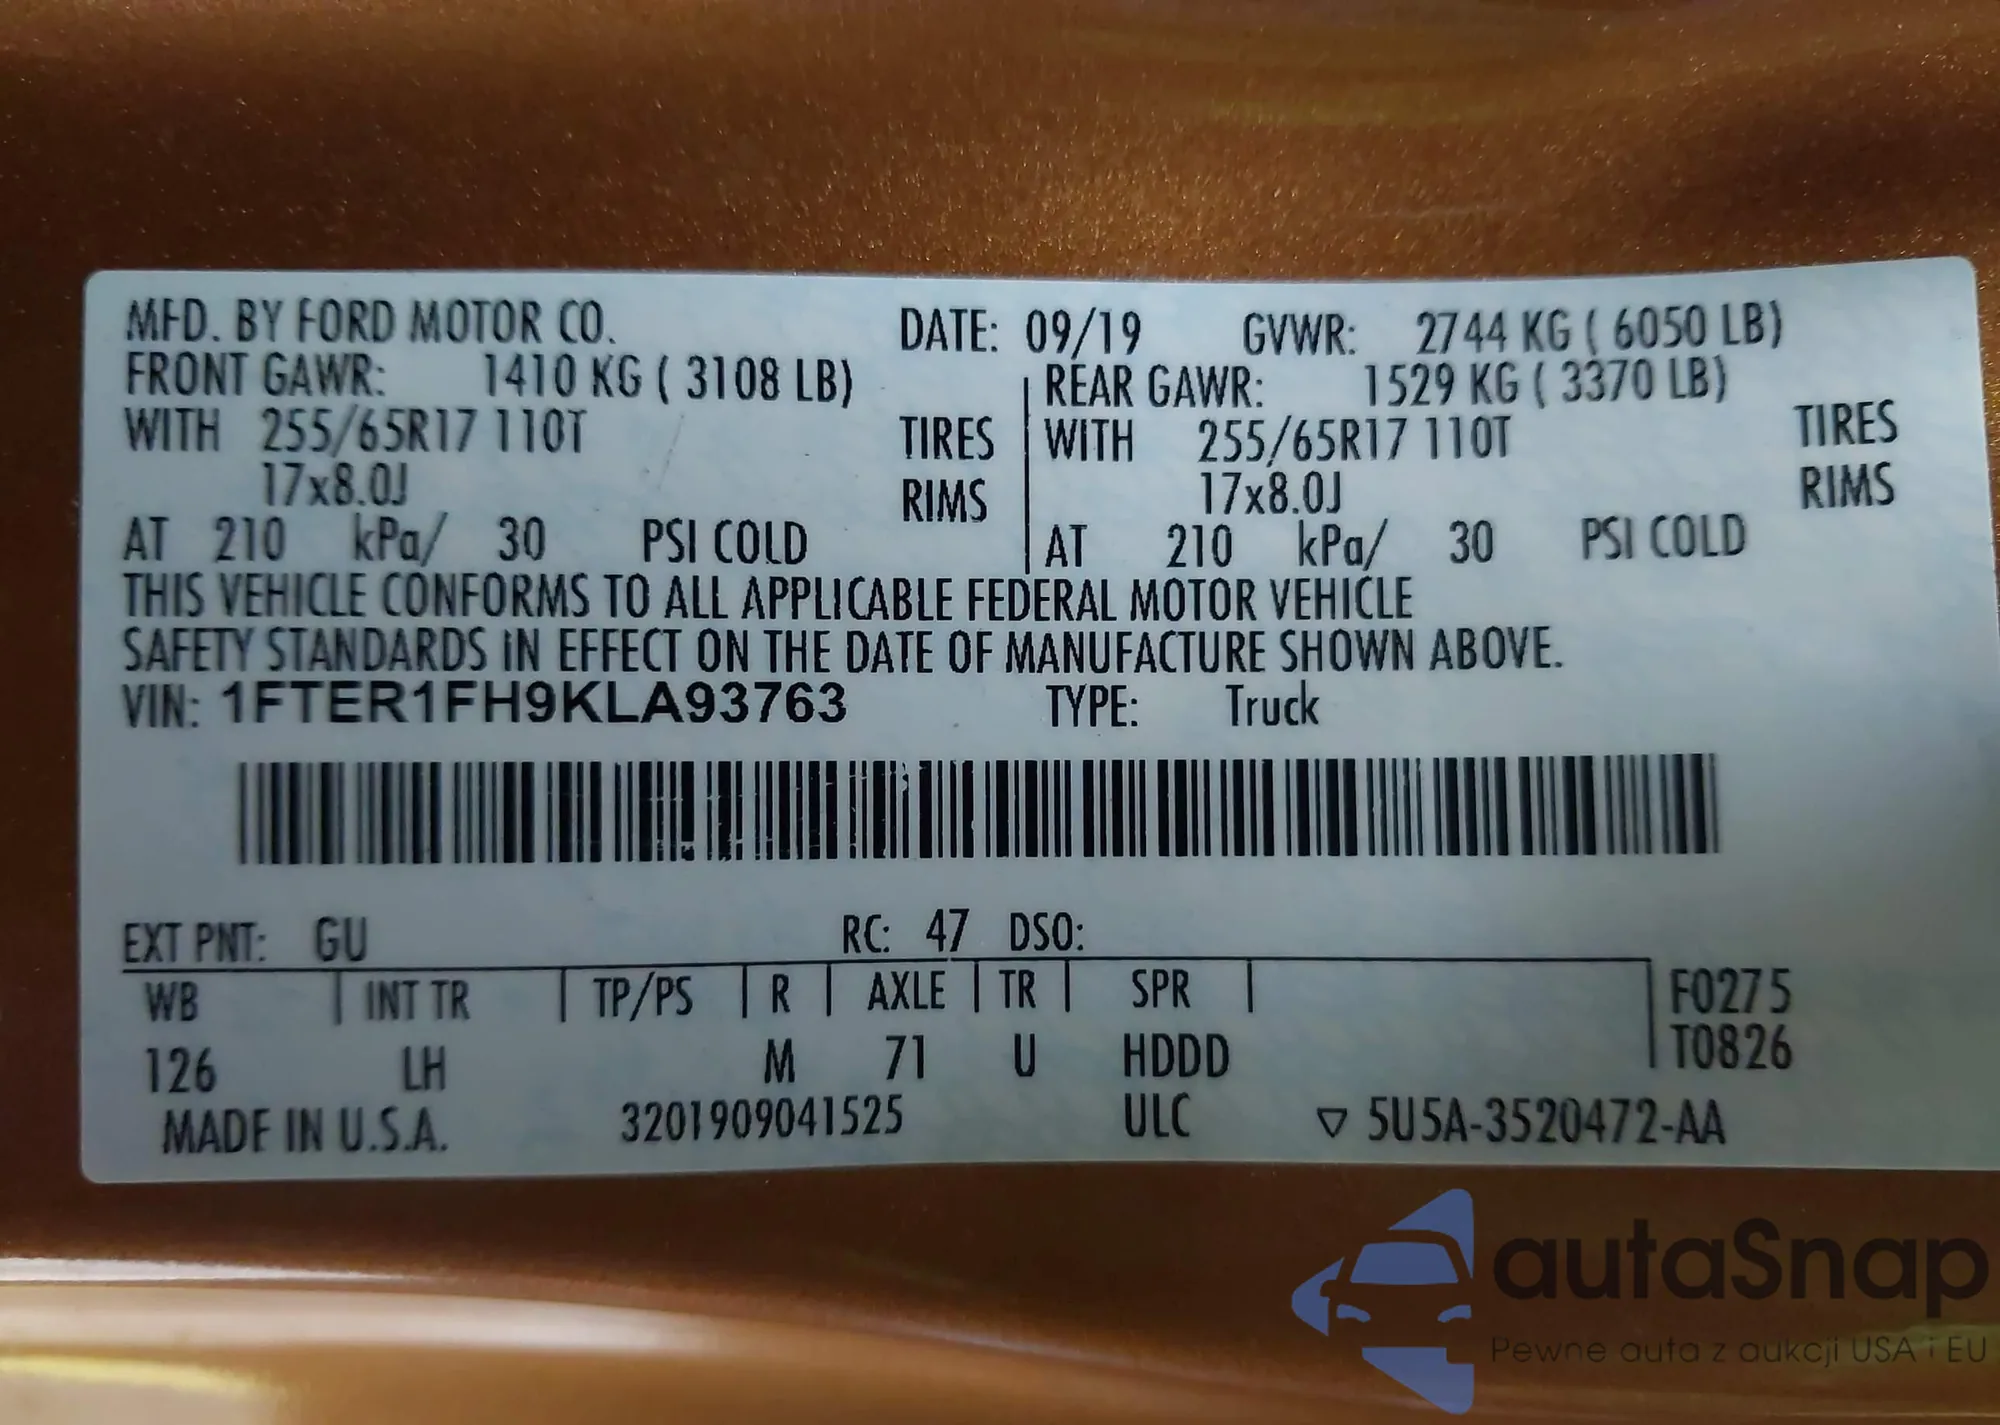 MFD. BY FORD MOTOR CO. DATE: 09/19 GVWR: 2744 KG ( 6050 LB)
FRONT GAWR: 1410 KG ( 3108 LB) REAR GAWR: 1529 KG ( 3370 LB)
WITH 255/65R17 110T TIRES WITH 255/65R17 110T TIRES
17x8.0J RIMS 17x8.0J RIMS
AT 210 kPa/ 30 PSI COLD AT 210 kPa/ 30 PSI COLD
THIS VEHICLE CONFORMS TO ALL APPLICABLE FEDERAL MOTOR VEHICLE
SAFETY STANDARDS IN EFFECT ON THE DATE OF MANUFACTURE SHOWN ABOVE.
VIN: 1FTER1FH9KLA93763 TYPE: Truck
EXT PNT: GU RC: 47 DSO:
WB INT TR TP/PS R AXLE TR SPR F0275
126 LH M 71 U HDDD T0826
MADE IN U.S.A. 3201909041525 ULC ▽ 5U5A-3520472-AA
autaSnap
Pewne auta z aukcji USA i EU